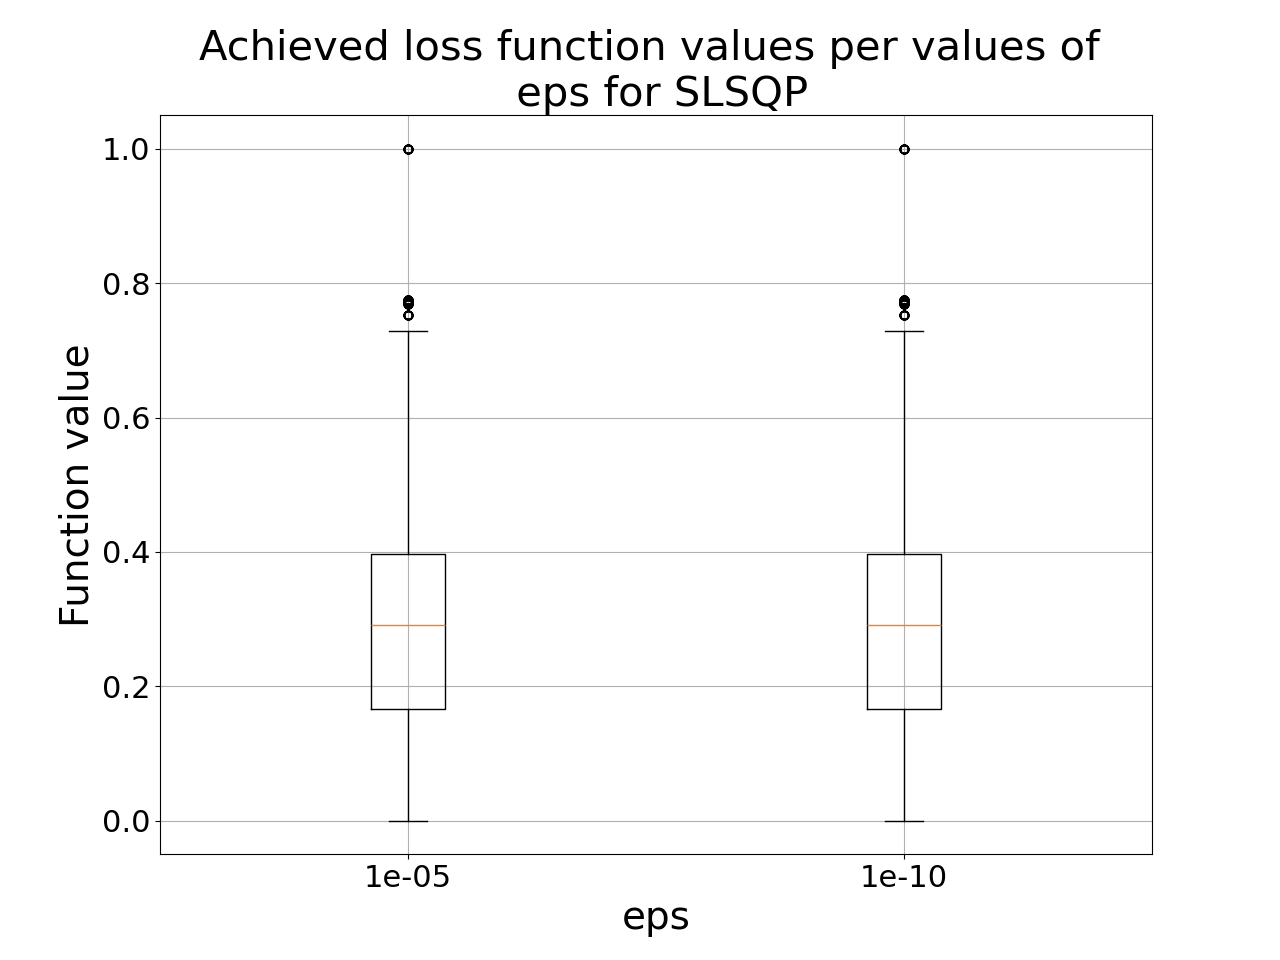 Achieved loss function values per values of
eps for SLSQP
1.0
0.8
0.6
0.4
0.2
0.0
Function value
1e-05
1e-10
eps